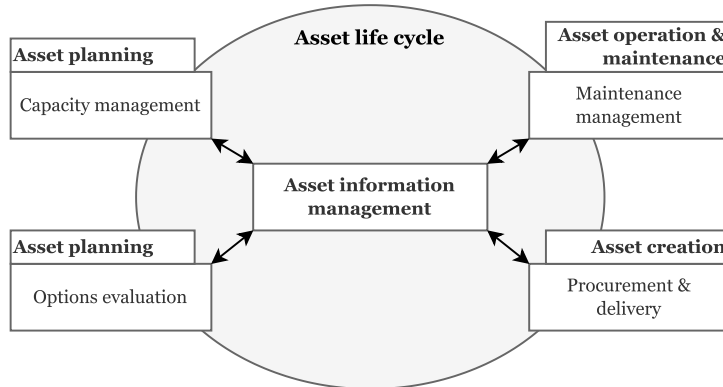 Asset life cycle
Asset planning
Capacity management
Asset operation &
maintenance
Maintenance
management
Asset information
management
Asset planning
Options evaluation
Asset creation
Procurement &
delivery